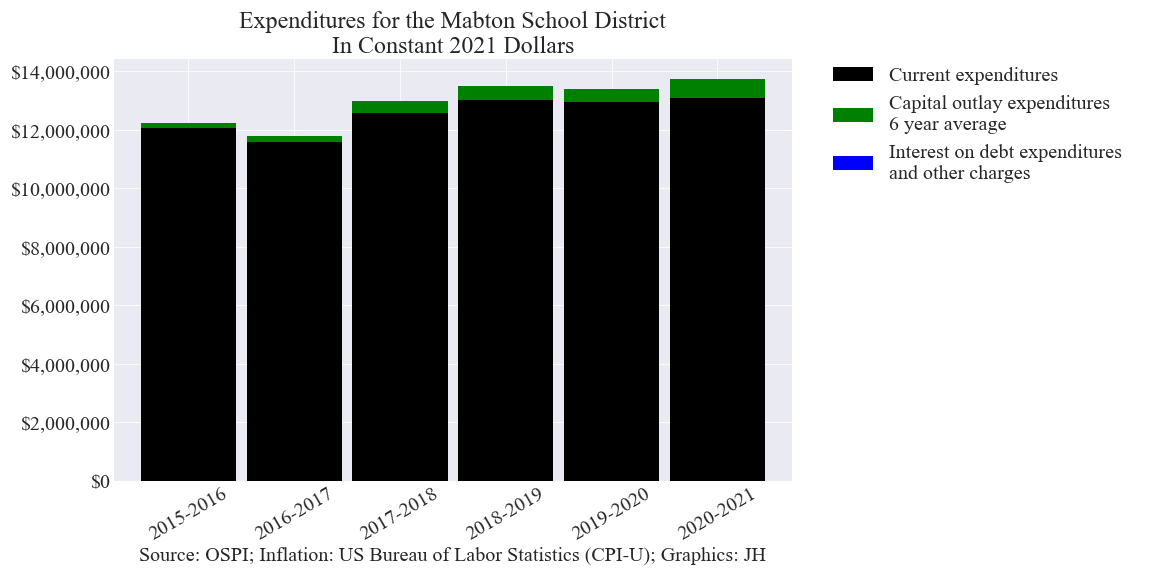 Expenditures for the Mabton School District
In Constant 2021 Dollars
$14,000,000
$12,000,000
$10,000,000
$8,000,000
$6,000,000
$4,000,000
$2,000,000
$0
2015-2016
2016-2017
2017-2018
2018-2019
2019-2020
2020-2021
Source: OSPI; Inflation: US Bureau of Labor Statistics (CPI-U); Graphics: JH
Current expenditures
Capital outlay expenditures
6 year average
Interest on debt expenditures
and other charges